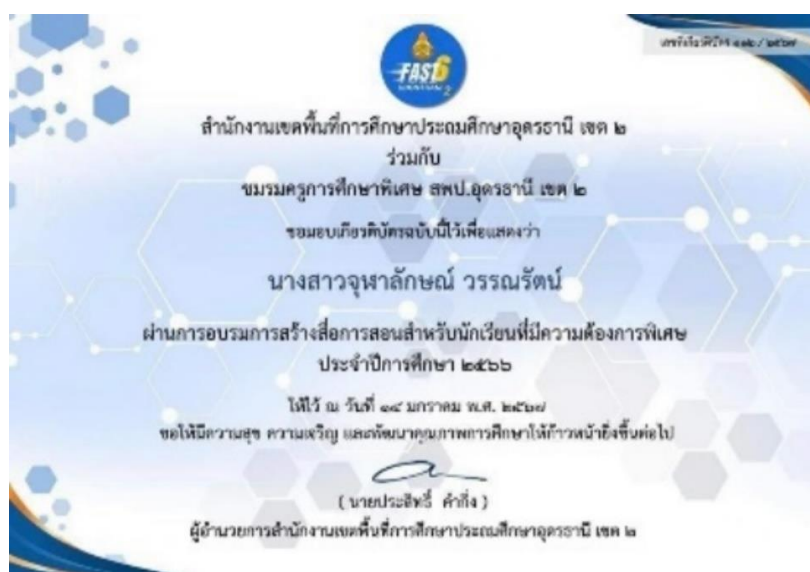 FAST6
สำนักงานเขตพื้นที่การศึกษาประถมศึกษาอุดรธานี เขต ๒
ร่วมกับ
ชมรมครูการศึกษาพิเศษ สพป.อุดรธานี เขต ๒
ขอมอบเกียรติบัตรฉบับนี้ไว้เพื่อแสดงว่า
นางสาวจุฬาลักษณ์ วรรณรัตน์
ผ่านการอบรมการสร้างสื่อการสอนสำหรับนักเรียนที่มีความต้องการพิเศษ
ประจำปีการศึกษา ๒๕๖๖
ให้ไว้ ณ วันที่ มกราคม พ.ศ. ๒๕๖๗
ขอให้มีความสุข ความเจริญ และพัฒนาคุณภาพการศึกษาให้ก้าวหน้ายิ่งขึ้นต่อไป
( นายประสิทธิ์ คำกิ่ง )
ผู้อำนวยการสำนักงานเขตพื้นที่การศึกษาประถมศึกษาอุดรธานี เขต ๒